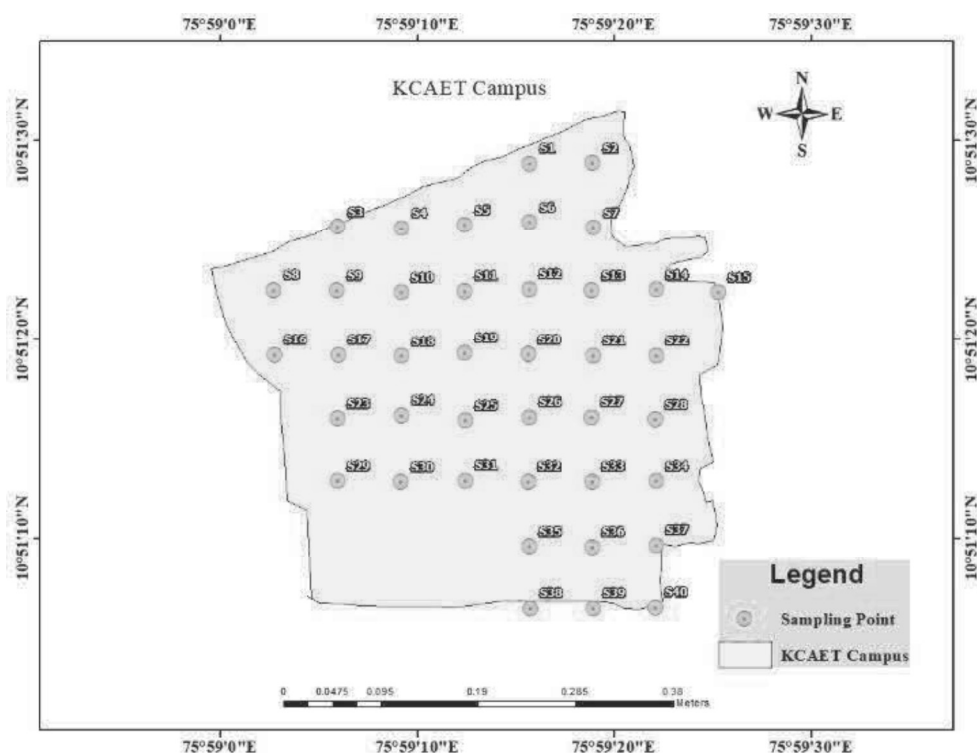 75°59'0"E 75°59'10"E 75°59'20"E 75°59'30"E
KCAET Campus
N
W E
S
10°51'30"N 10°51'30"N
S1 S2
S3 S4 S5 S6 S7
S8 S9 S10 S11 S12 S13 S14 S15
10°51'20"N 10°51'20"N
S16 S17 S18 S19 S20 S21 S22
S23 S24 S25 S26 S27 S28
S29 S30 S31 S32 S33 S34
10°51'10"N 10°51'10"N
S35 S36 S37
S38 S39 S40
Legend
Sampling Point
KCAET Campus
0 0.0475 0.095 0.19 0.285 0.38
Meters
75°59'0"E 75°59'10"E 75°59'20"E 75°59'30"E